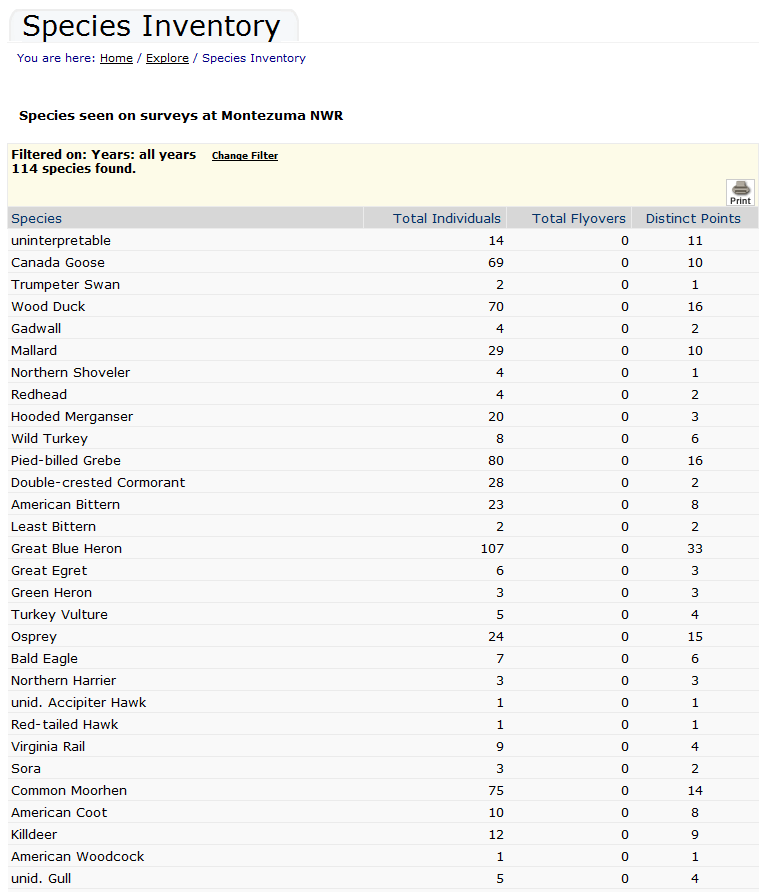 Species Inventory
You are here: Home / Explore / Species Inventory
Species seen on surveys at Montezuma NWR
Filtered on: Years: all years Change Filter
114 species found.
Print
Species Total Individuals Total Flyovers Distinct Points
uninterpretable 14 0 11
Canada Goose 69 0 10
Trumpeter Swan 2 0 1
Wood Duck 70 0 16
Gadwall 4 0 2
Mallard 29 0 10
Northern Shoveler 4 0 1
Redhead 4 0 2
Hooded Merganser 20 0 3
Wild Turkey 8 0 6
Pied-billed Grebe 80 0 16
Double-crested Cormorant 28 0 2
American Bittern 23 0 8
Least Bittern 2 0 2
Great Blue Heron 107 0 33
Great Egret 6 0 3
Green Heron 3 0 3
Turkey Vulture 5 0 4
Osprey 24 0 15
Bald Eagle 7 0 6
Northern Harrier 3 0 3
unid. Accipiter Hawk 1 0 1
Red-tailed Hawk 1 0 1
Virginia Rail 9 0 4
Sora 3 0 2
Common Moorhen 75 0 14
American Coot 10 0 8
Killdeer 12 0 9
American Woodcock 1 0 1
unid. Gull 5 0 4